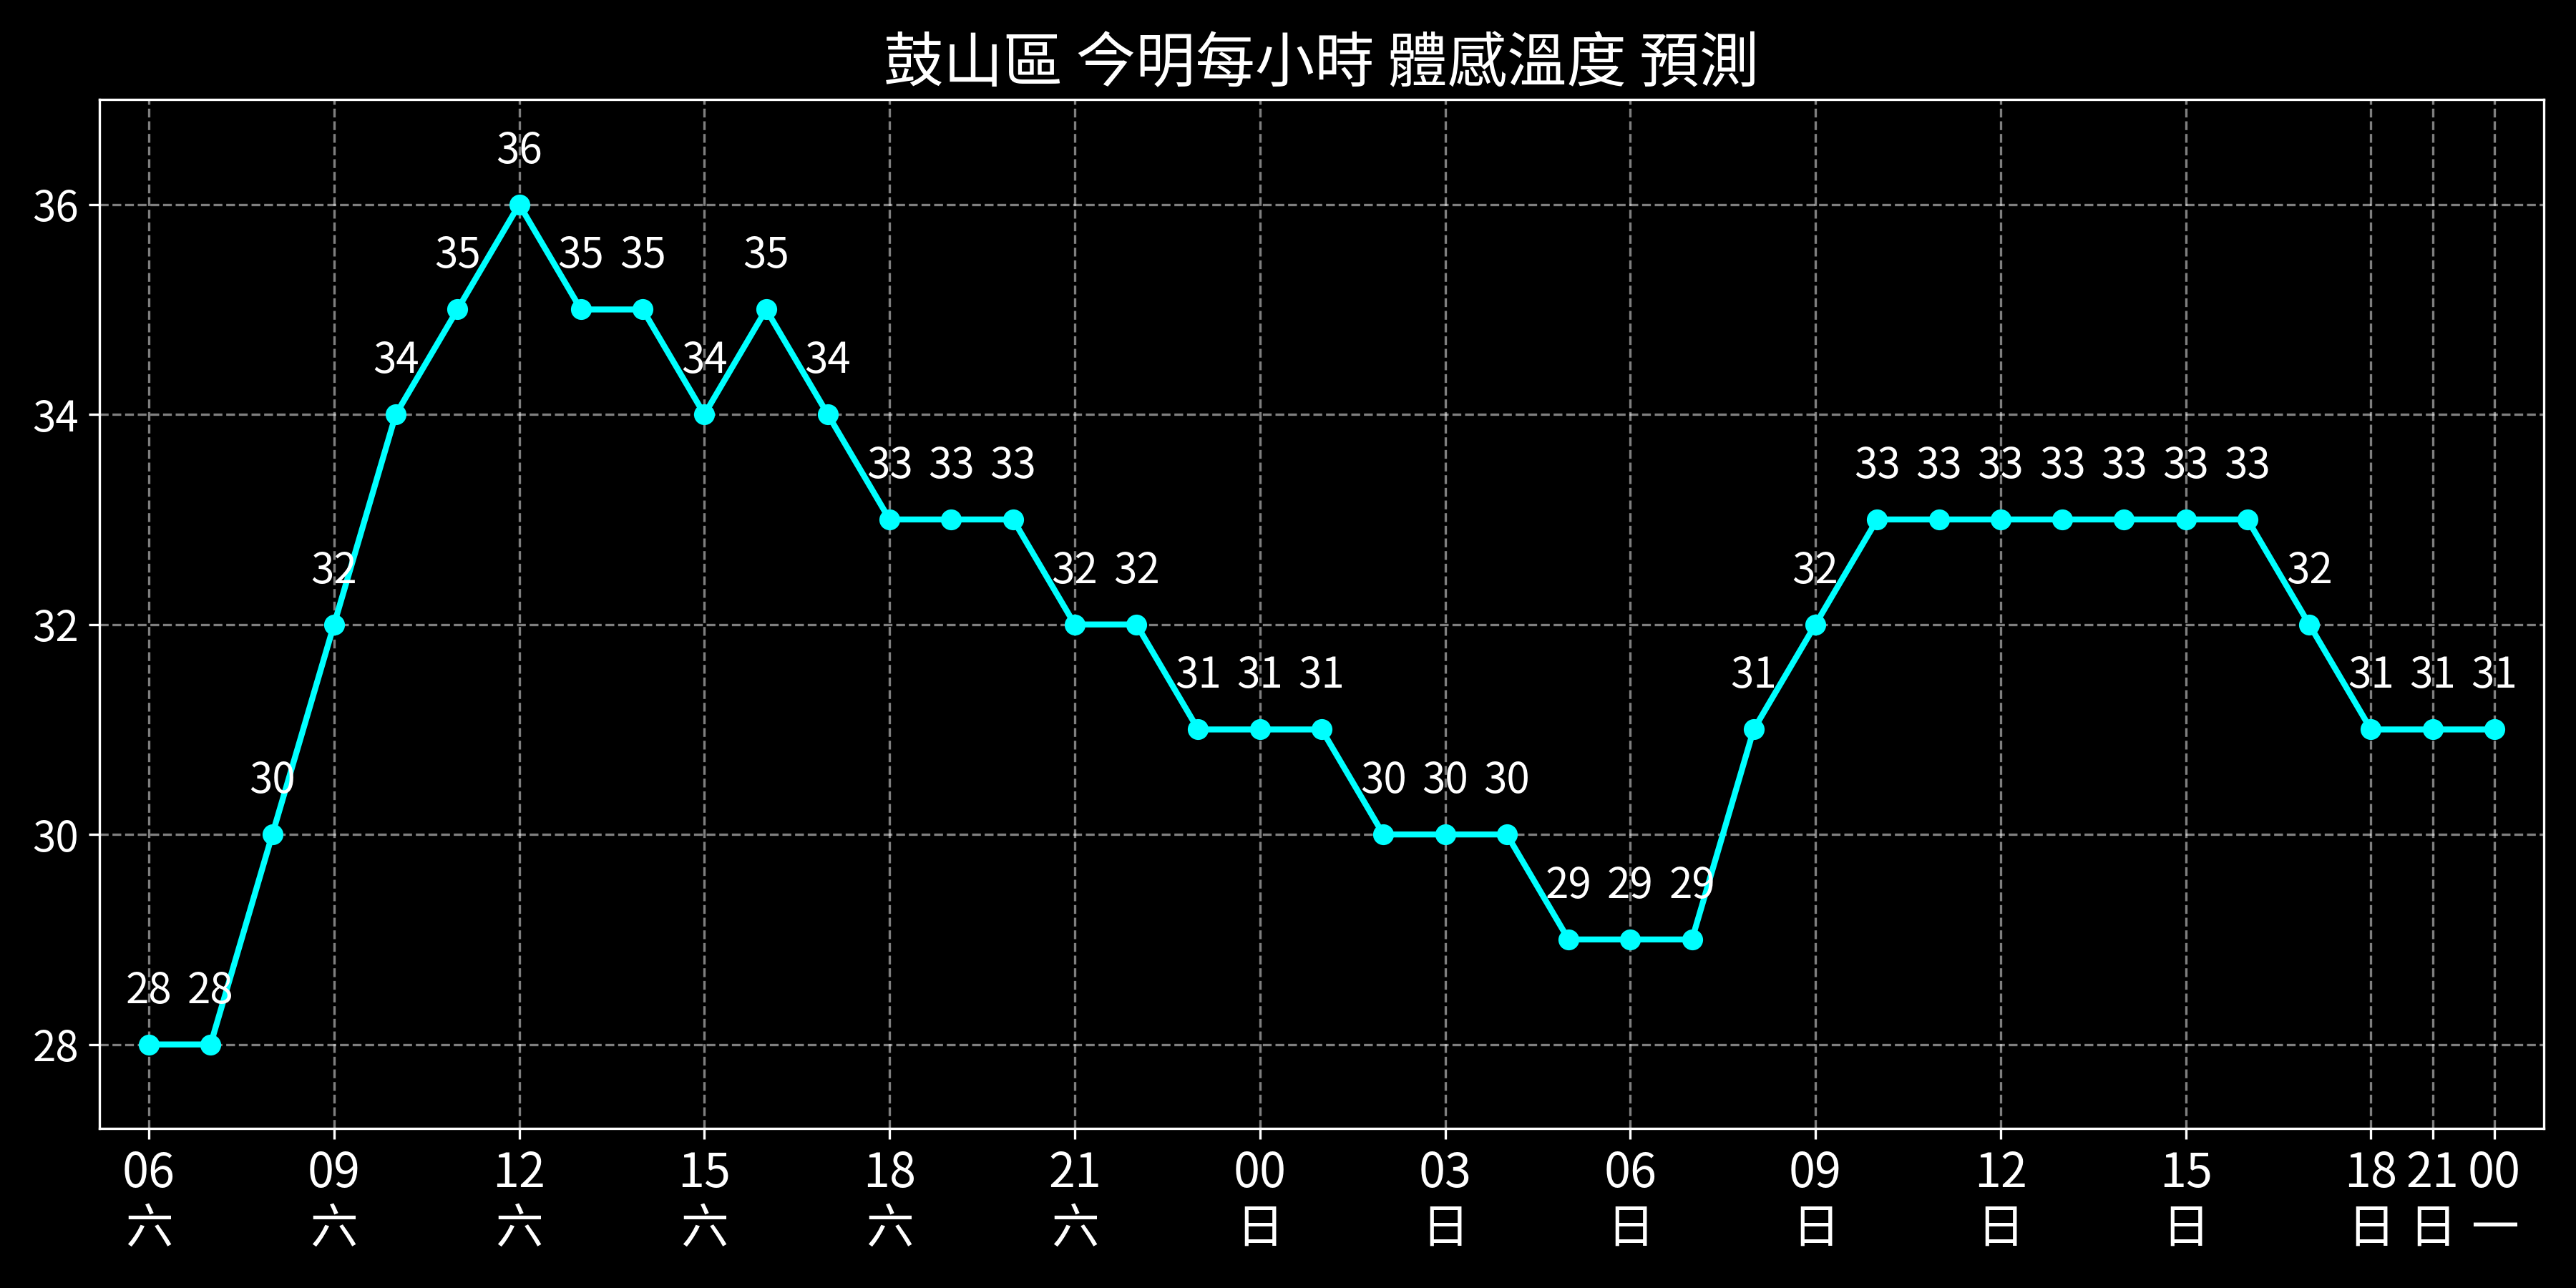 鼓山區 今明每小時 體感溫度 預測
36
36
35 35 35 35
34 34 34
34
33 33 33 33 33 33 33 33 33 33
32 32 32 32 32
32
31 31 31 31 31 31 31
30 30 30 30
30
29 29 29
28 28
28
06 09 12 15 18 21 00 03 06 09 12 15 18 21 00
六 六 六 六 六 六 日 日 日 日 日 日 日 日 一